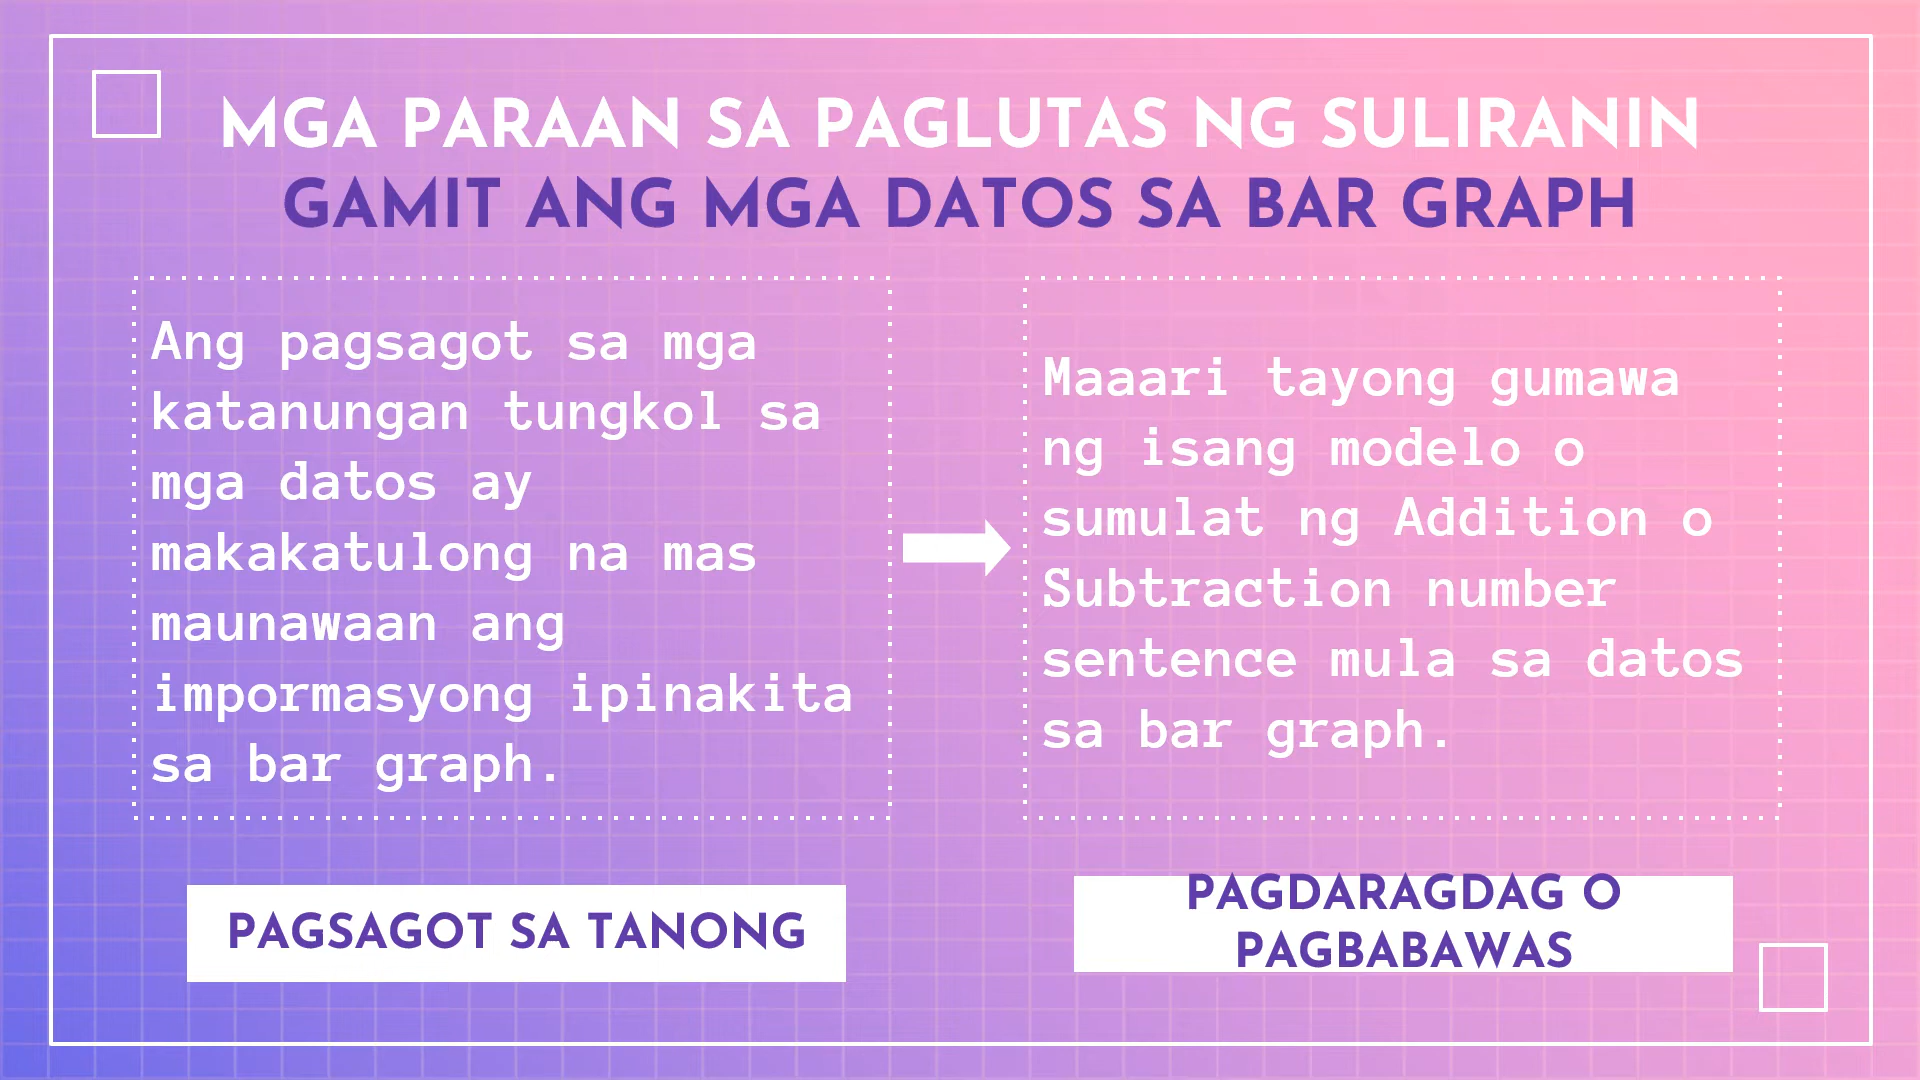 MGA PARAAN SA PAGLUTAS NG SULIRANIN
GAMIT ANG MGA DATOS SA BAR GRAPH
Ang pagsagot sa mga
katanungan tungkol sa
mga datos ay
makakatulong na mas
maunawaan ang
impormasyong ipinakita
sa bar graph.
PAGSAGOT SA TANONG
Maaari tayong gumawa
ng isang modelo o
sumulat ng Addition o
Subtraction number
sentence mula sa datos
sa bar graph.
PAGDARAGDAG O
PAGBABAWAS